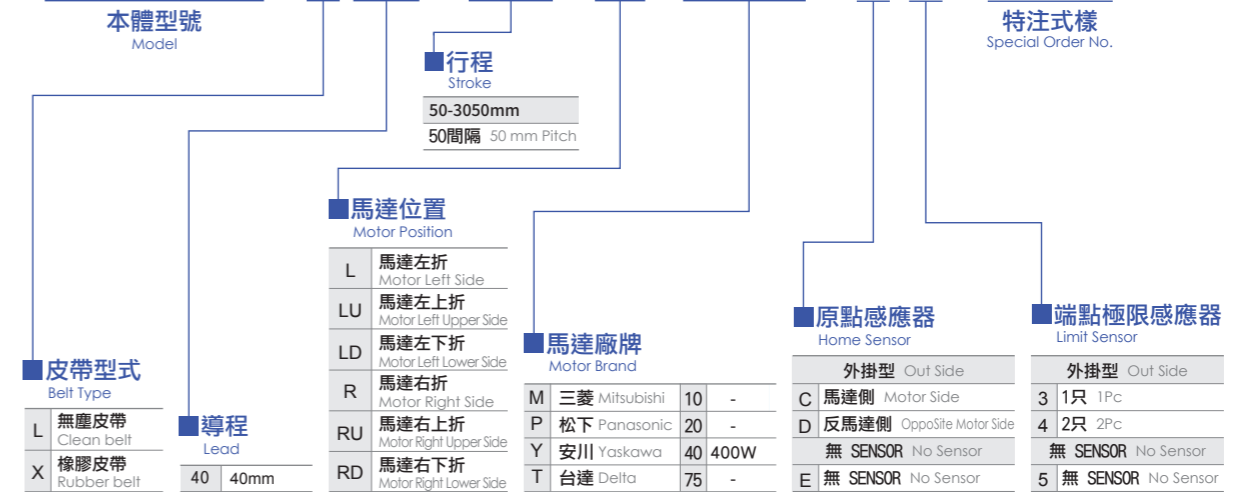 本體型號
Model
特注式樣
Special Order No.
■行程
Stroke
50-3050mm
50間隔 50 mm Pitch
■馬達位置
Motor Position
L 馬達左折
Motor Left Side
LU 馬達左上折
Motor Left Upper Side
LD 馬達左下折
Motor Left Lower Side
R 馬達右折
Motor Right Side
RU 馬達右上折
Motor Right Upper Side
RD 馬達右下折
Motor Right Lower Side
■皮帶型式
Belt Type
L 無塵皮帶
Clean belt
X 橡膠皮帶
Rubber belt
■導程
Lead
40 40mm
■馬達廠牌
Motor Brand
M 三菱 Mitsubishi 10 -
P 松下 Panasonic 20 -
Y 安川 Yaskawa 40 400W
T 台達 Delta 75 -
■原點感應器
Home Sensor
外掛型 Out Side
C 馬達側 Motor Side
D 反馬達側 OppoSite Motor Side
無 SENSOR No Sensor
E 無 SENSOR No Sensor
■端點極限感應器
Limit Sensor
外掛型 Out Side
3 1只 1Pc
4 2只 2Pc
無 SENSOR No Sensor
5 無 SENSOR No Sensor